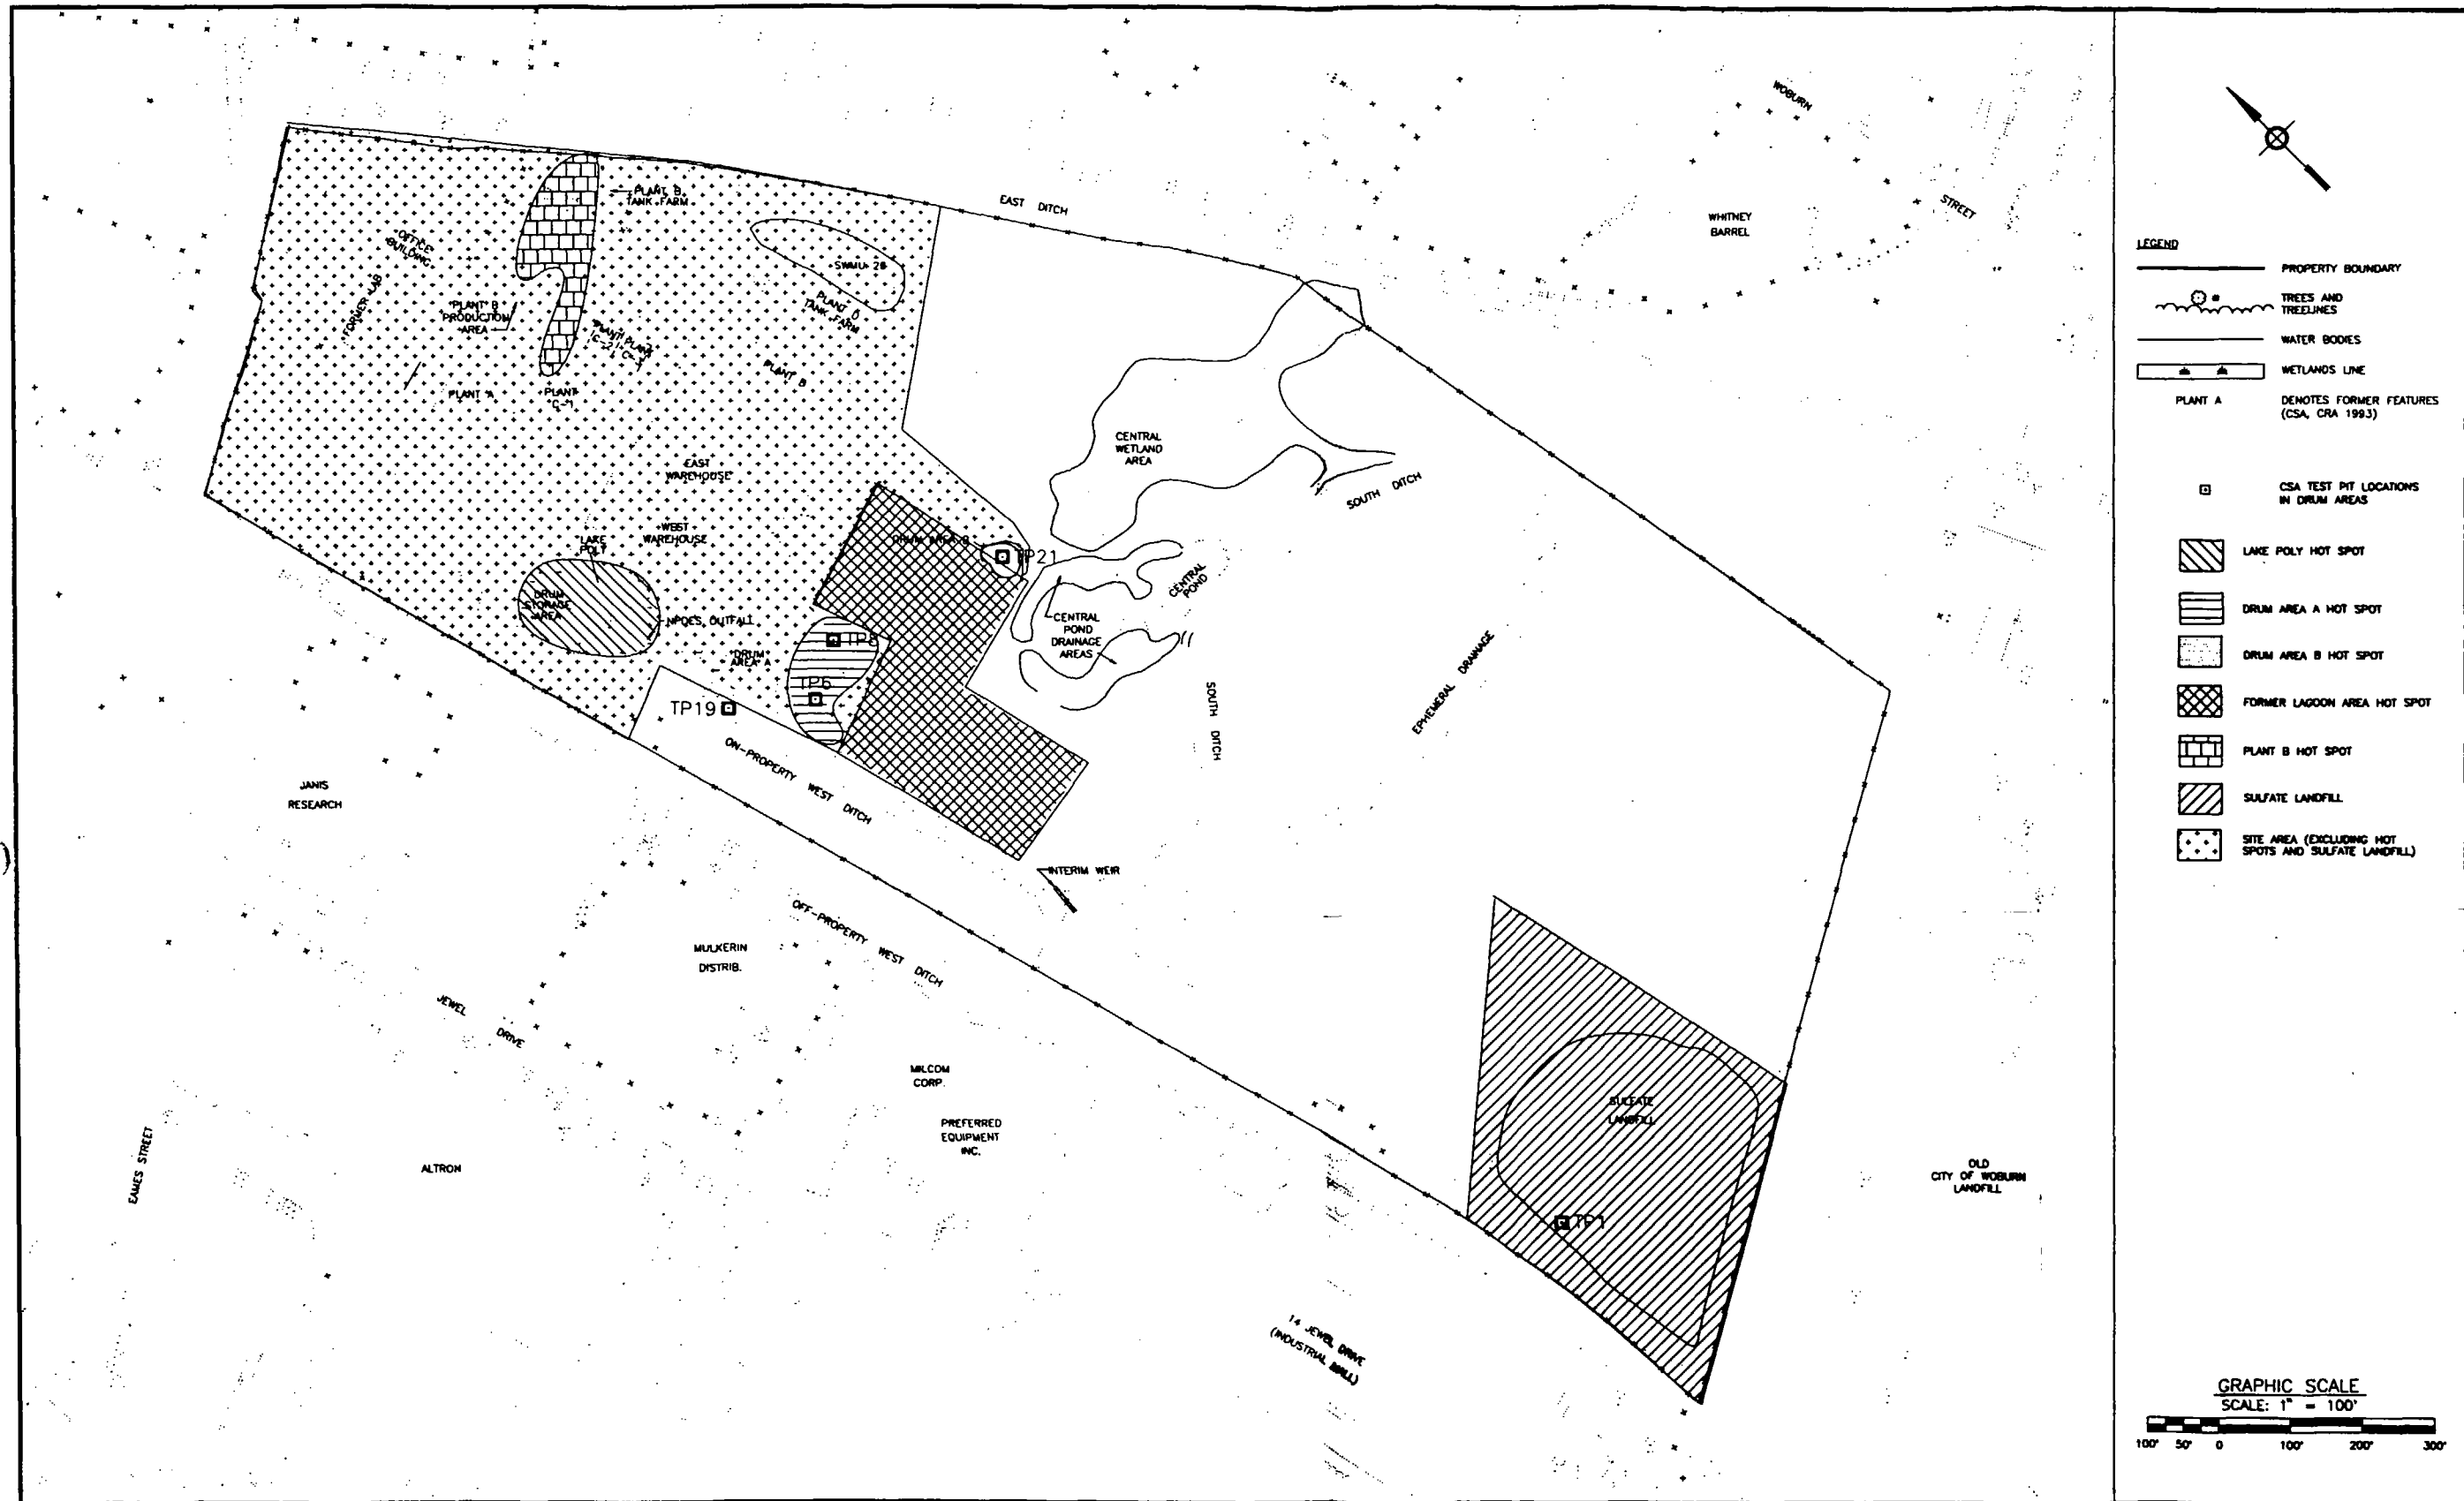 WOBURN
STREET
WHITNEY
BARREL
EAST DITCH
PLANT B
TANK FARM
OFFICE
BUILDING
FORMER LAB
PLANT B
PRODUCTION
AREA
SWMU 28
PLANT D
TANK FARM
PLANT
C-2
PLANT
C-3
PLANT B
PLANT A
PLANT
C-1
CENTRAL
WETLAND
AREA
EAST
WAREHOUSE
SOUTH DITCH
WEST
WAREHOUSE
LAKE
POLY
DRUM AREA B
TP21
CENTRAL
POND
DRUM
STORAGE
AREA
NPDES OUTFALL
CENTRAL
POND
DRAINAGE
AREAS
TP8
DRUM
AREA A
EPHEMERAL DRAINAGE
TP19
SOUTH DITCH
ON-PROPERTY WEST DITCH
JANIS
RESEARCH
INTERIM WEIR
OFF-PROPERTY WEST DITCH
MULKERIN
DISTRIB.
JEWEL DRIVE
MILCOM
CORP.
SULFATE
LANDFILL
PREFERRED
EQUIPMENT
INC.
EAMES STREET
ALTRON
OLD
CITY OF WOBURN
LANDFILL
TP1
14 JEWEL DRIVE
(INDUSTRIAL MALL)
LEGEND
PROPERTY BOUNDARY
TREES AND
TREELINES
WATER BODIES
WETLANDS LINE
PLANT A
DENOTES FORMER FEATURES
(CSA, CRA 1993)
CSA TEST PIT LOCATIONS
IN DRUM AREAS
LAKE POLY HOT SPOT
DRUM AREA A HOT SPOT
DRUM AREA B HOT SPOT
FORMER LAGOON AREA HOT SPOT
PLANT B HOT SPOT
SULFATE LANDFILL
SITE AREA (EXCLUDING HOT
SPOTS AND SULFATE LANDFILL)
GRAPHIC SCALE
SCALE: 1" = 100'
100' 50' 0 100' 200' 300'